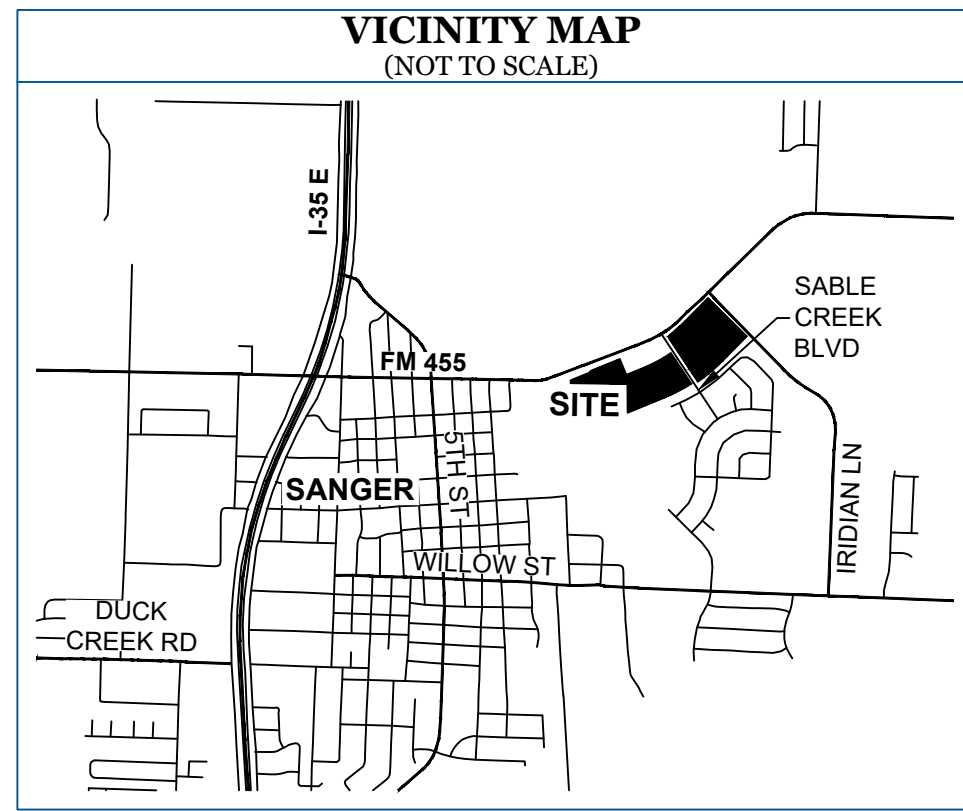 VICINITY MAP
(NOT TO SCALE)
I-35 E
SABLE
CREEK
BLVD
FM 455
SITE
5TH ST
SANGER
IRIDIAN LN
WILLOW ST
DUCK
CREEK RD